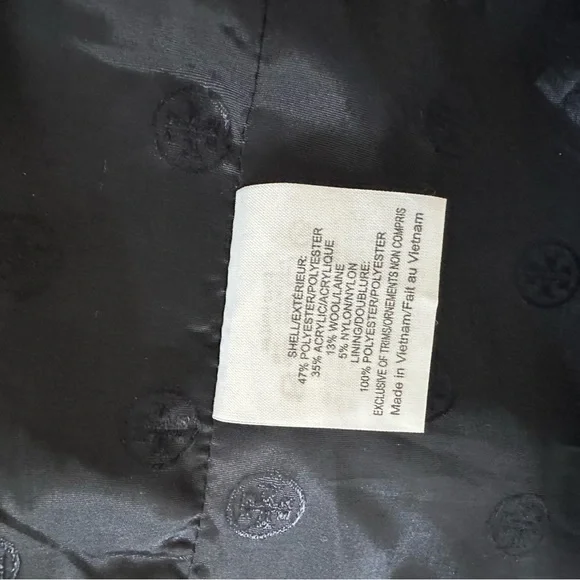 SHELL/EXTÉRIEUR:
47% POLYESTER/POLYESTER
35% ACRYLIC/ACRYLIQUE
13% WOOL/LAINE
5% NYLON/NYLON
LINING/DOUBLURE:
100% POLYESTER/POLYESTER
EXCLUSIVE OF TRIMS/ORNEMENTS NON COMPRIS
Made in Vietnam/Fait au Vietnam